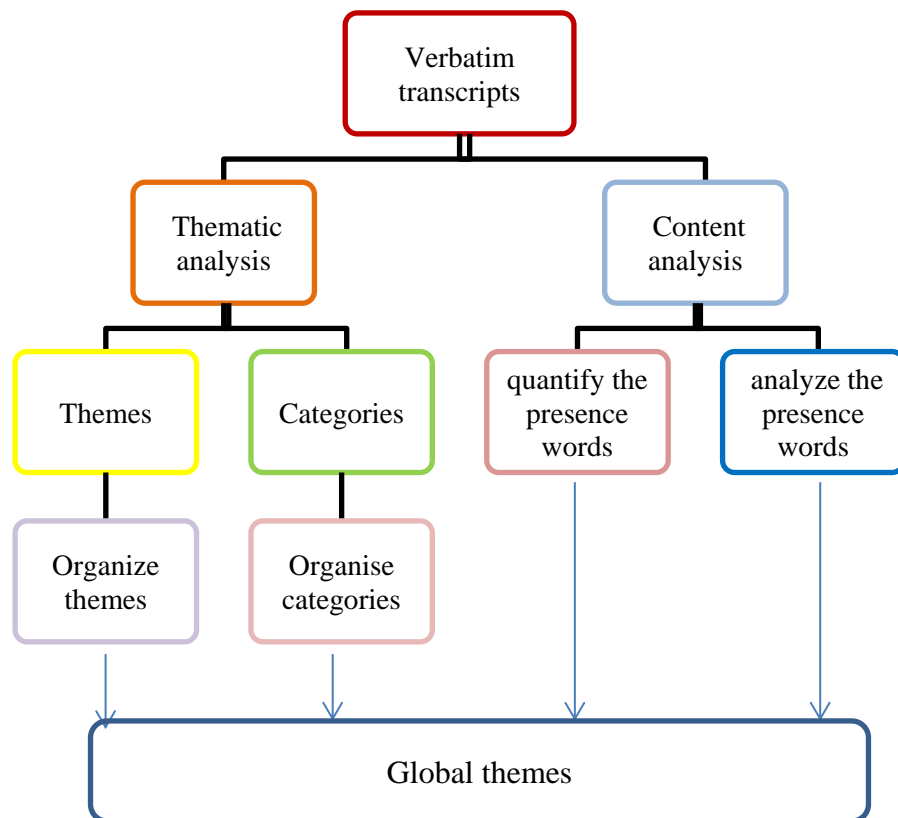 Verbatim
transcripts
Thematic
analysis
Content
analysis
Themes
Categories
quantify the
presence
words
analyze the
presence
words
Organize
themes
Organise
categories
Global themes